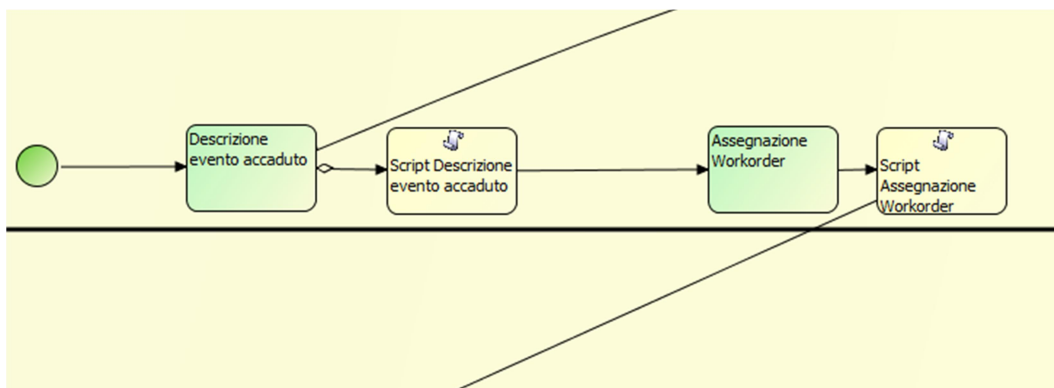 Descrizione
evento accaduto
Script Descrizione
evento accaduto
Assegnazione
Workorder
Script
Assegnazione
Workorder